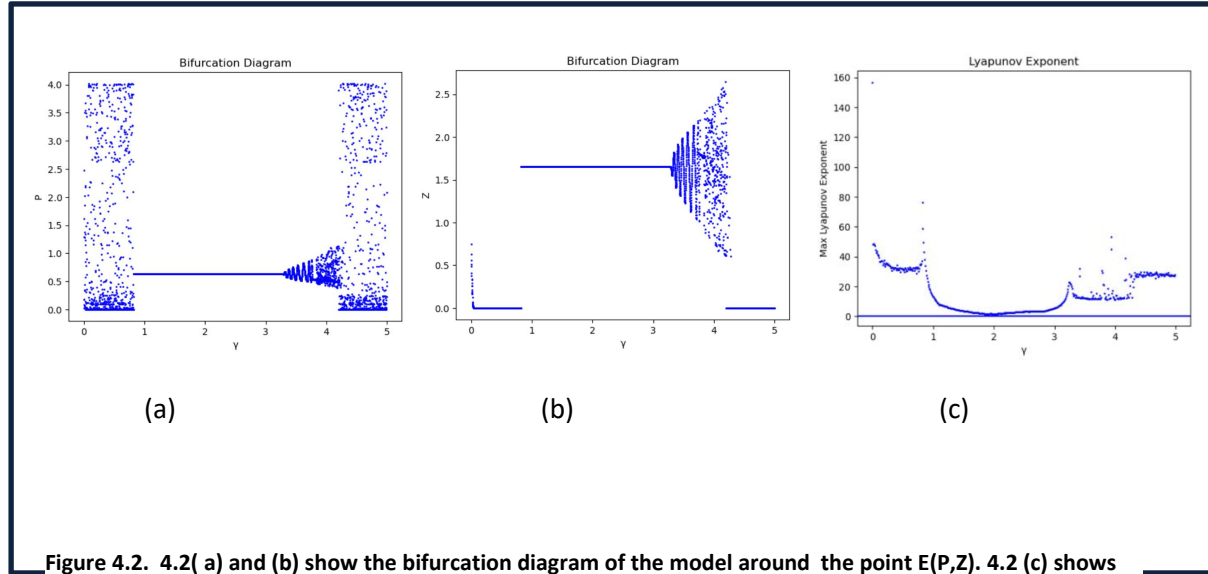 Bifurcation Diagram
P
4.0
3.5
3.0
2.5
2.0
1.5
1.0
0.5
0.0
0 1 2 3 4 5
γ
(a)
Bifurcation Diagram
Z
2.5
2.0
1.5
1.0
0.5
0.0
0 1 2 3 4 5
γ
(b)
Lyapunov Exponent
Max Lyapunov Exponent
160
140
120
100
80
60
40
20
0
0 1 2 3 4 5
γ
(c)
Figure 4.2. 4.2( a) and (b) show the bifurcation diagram of the model around the point E(P,Z). 4.2 (c) shows